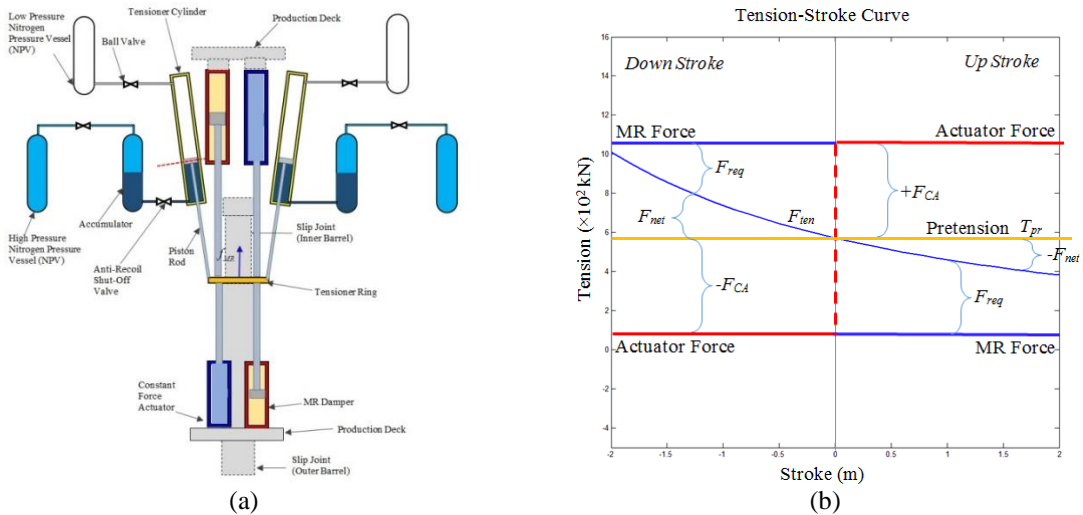 Low Pressure
Nitrogen
Pressure Vessel
(NPV)
Tensioner Cylinder
Ball Valve
Production Deck
Accumulator
High Pressure
Nitrogen Pressure
Vessel (NPV)
Anti-Recoil
Shut-Off
Valve
Piston
Rod
f_MR
Slip Joint
(Inner Barrel)
Tensioner Ring
Constant
Force
Actuator
MR Damper
Production Deck
Slip Joint
(Outer Barrel)
(a)
Tension-Stroke Curve
Down Stroke
Up Stroke
MR Force
Actuator Force
F_req
+F_CA
F_net
F_ten
Pretension T_pr
-F_net
-F_CA
F_req
Actuator Force
MR Force
Tension (×10² kN)
16
14
12
10
8
6
4
2
0
-2
-4
-2
-1.5
-1
-0.5
0
0.5
1
1.5
2
Stroke (m)
(b)